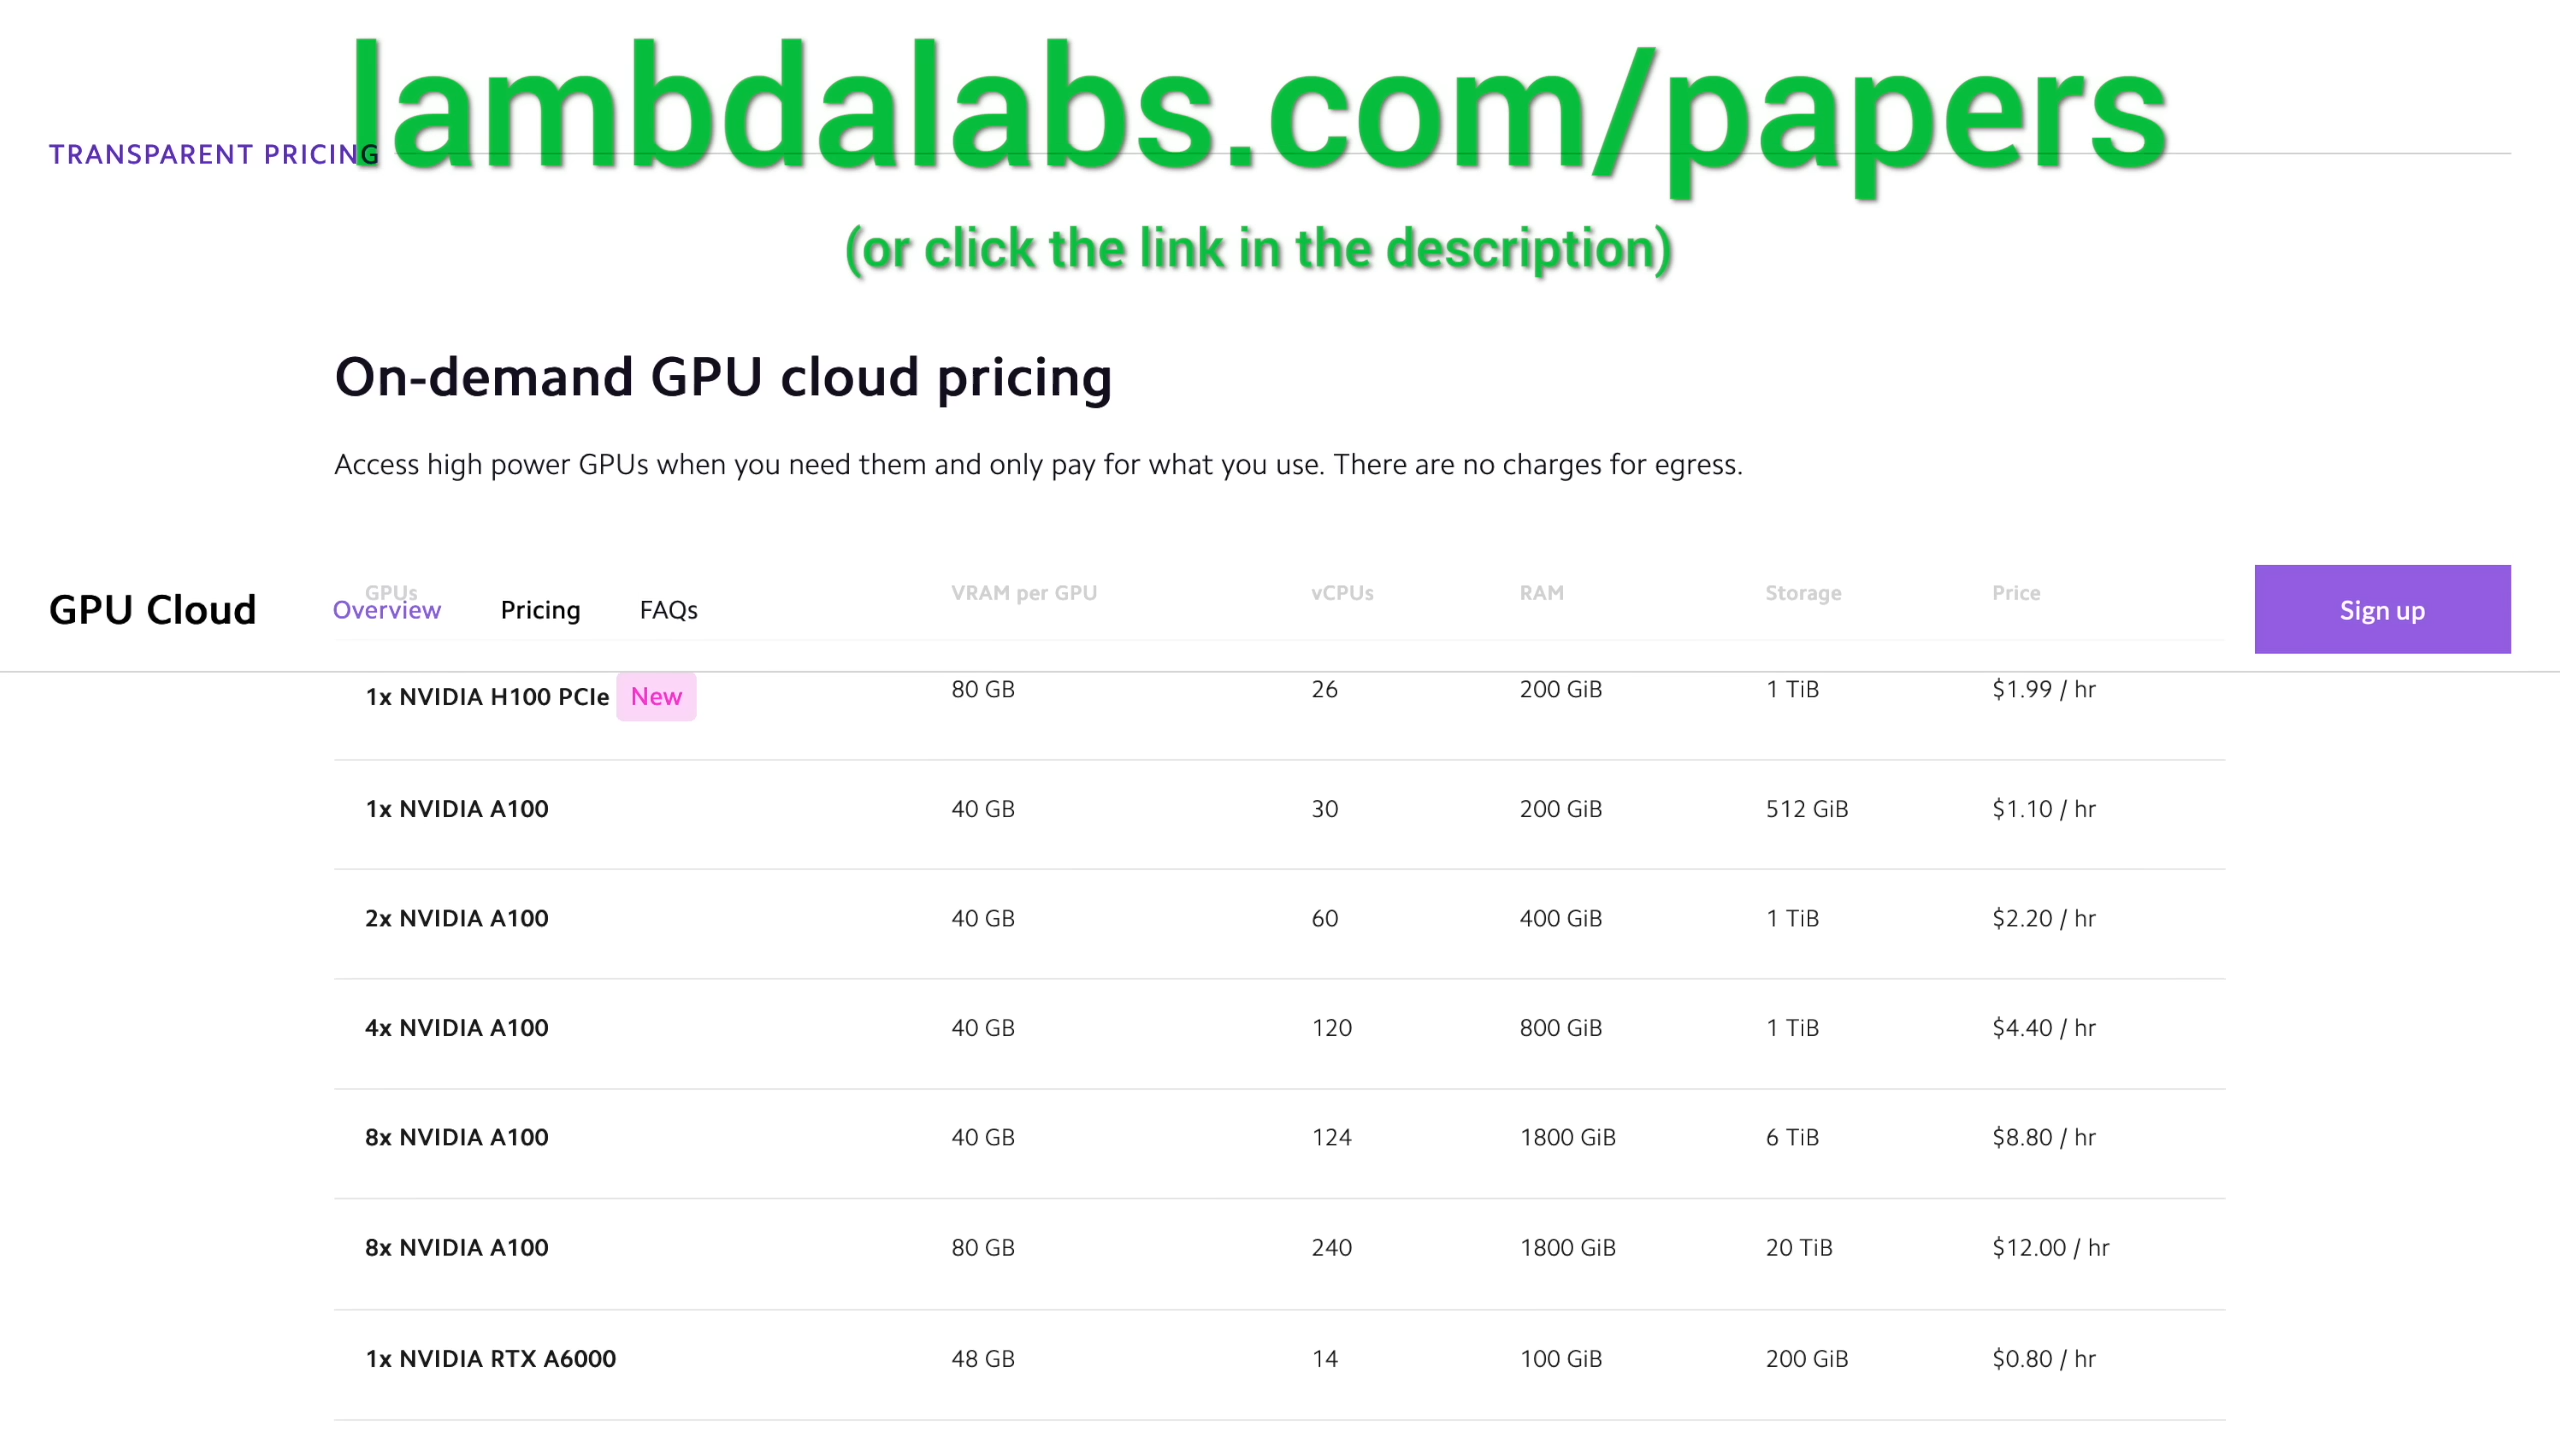 lambdalabs.com/papers
TRANSPARENT PRICING
(or click the link in the description)
On-demand GPU cloud pricing
Access high power GPUs when you need them and only pay for what you use. There are no charges for egress.
GPUs VRAM per GPU vCPUs RAM Storage Price
GPU Cloud Overview Pricing FAQs Sign up
1x NVIDIA H100 PCIe New 80 GB 26 200 GiB 1 TiB $1.99 / hr
1x NVIDIA A100 40 GB 30 200 GiB 512 GiB $1.10 / hr
2x NVIDIA A100 40 GB 60 400 GiB 1 TiB $2.20 / hr
4x NVIDIA A100 40 GB 120 800 GiB 1 TiB $4.40 / hr
8x NVIDIA A100 40 GB 124 1800 GiB 6 TiB $8.80 / hr
8x NVIDIA A100 80 GB 240 1800 GiB 20 TiB $12.00 / hr
1x NVIDIA RTX A6000 48 GB 14 100 GiB 200 GiB $0.80 / hr